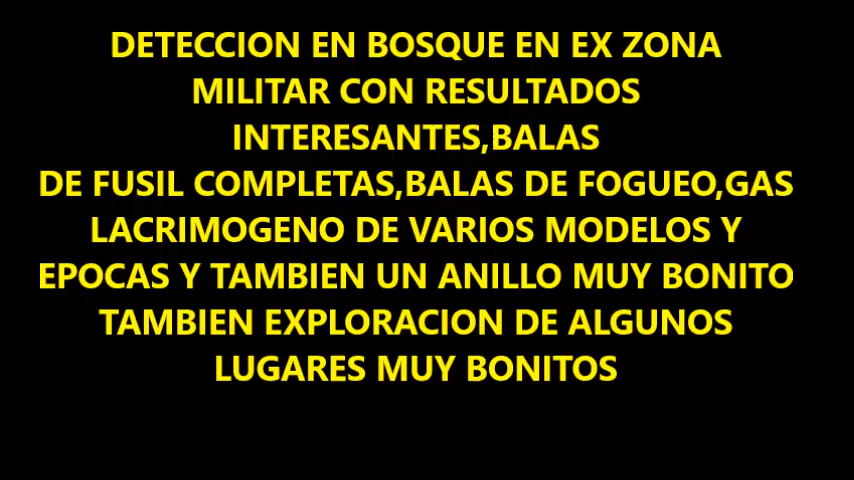 DETECCION EN BOSQUE EN EX ZONA
MILITAR CON RESULTADOS
INTERESANTES,BALAS
DE FUSIL COMPLETAS,BALAS DE FOGUEO,GAS
LACRIMOGENO DE VARIOS MODELOS Y
EPOCAS Y TAMBIEN UN ANILLO MUY BONITO
TAMBIEN EXPLORACION DE ALGUNOS
LUGARES MUY BONITOS